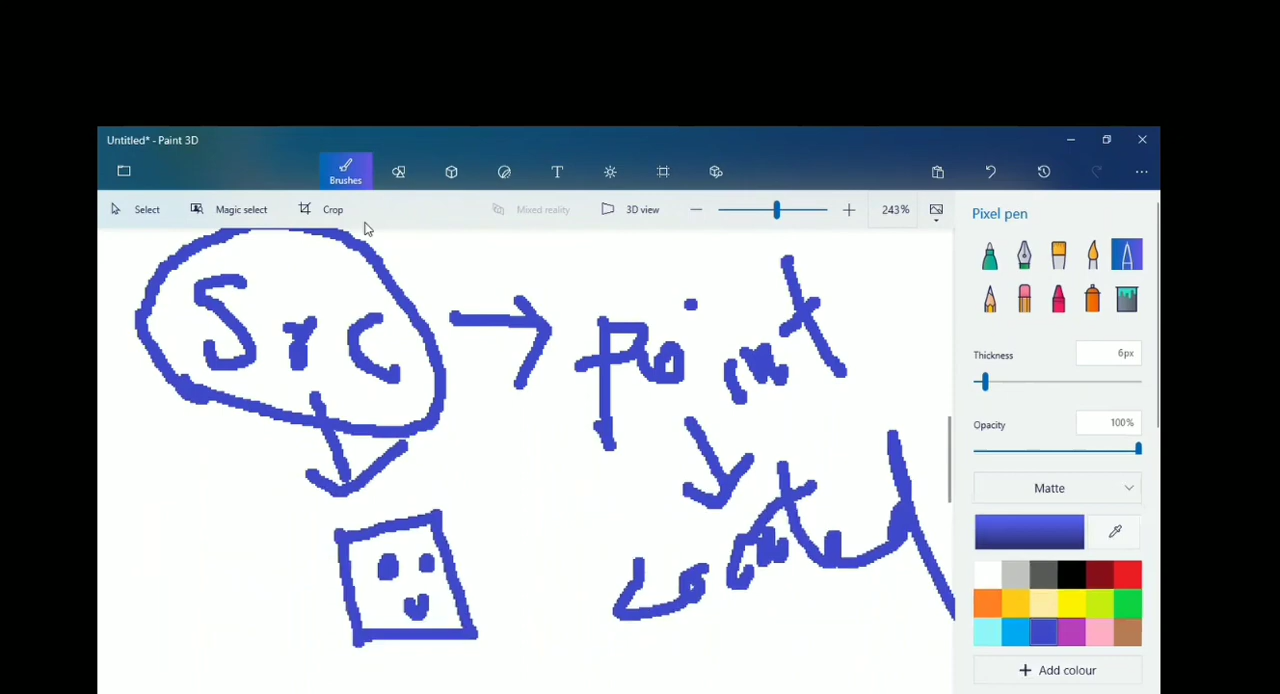 Untitled* - Paint 3D
Brushes
Select Magic select Crop Mixed reality 3D view 243%
Pixel pen
Thickness 6px
Opacity 100%
Matte
+ Add colour
Src → point